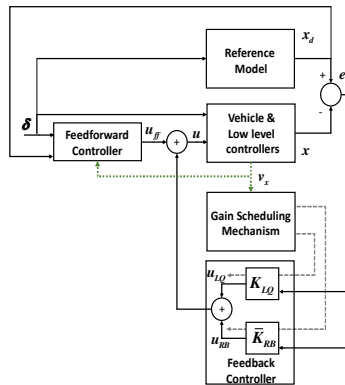 x_d
Reference
Model
+
e
-
δ
Feedforward
Controller
u_ff
+
u
Vehicle &
Low level
controllers
x
v_x
Gain Scheduling
Mechanism
u_LQ
K_LQ
+
u_RB
K̅_RB
Feedback
Controller